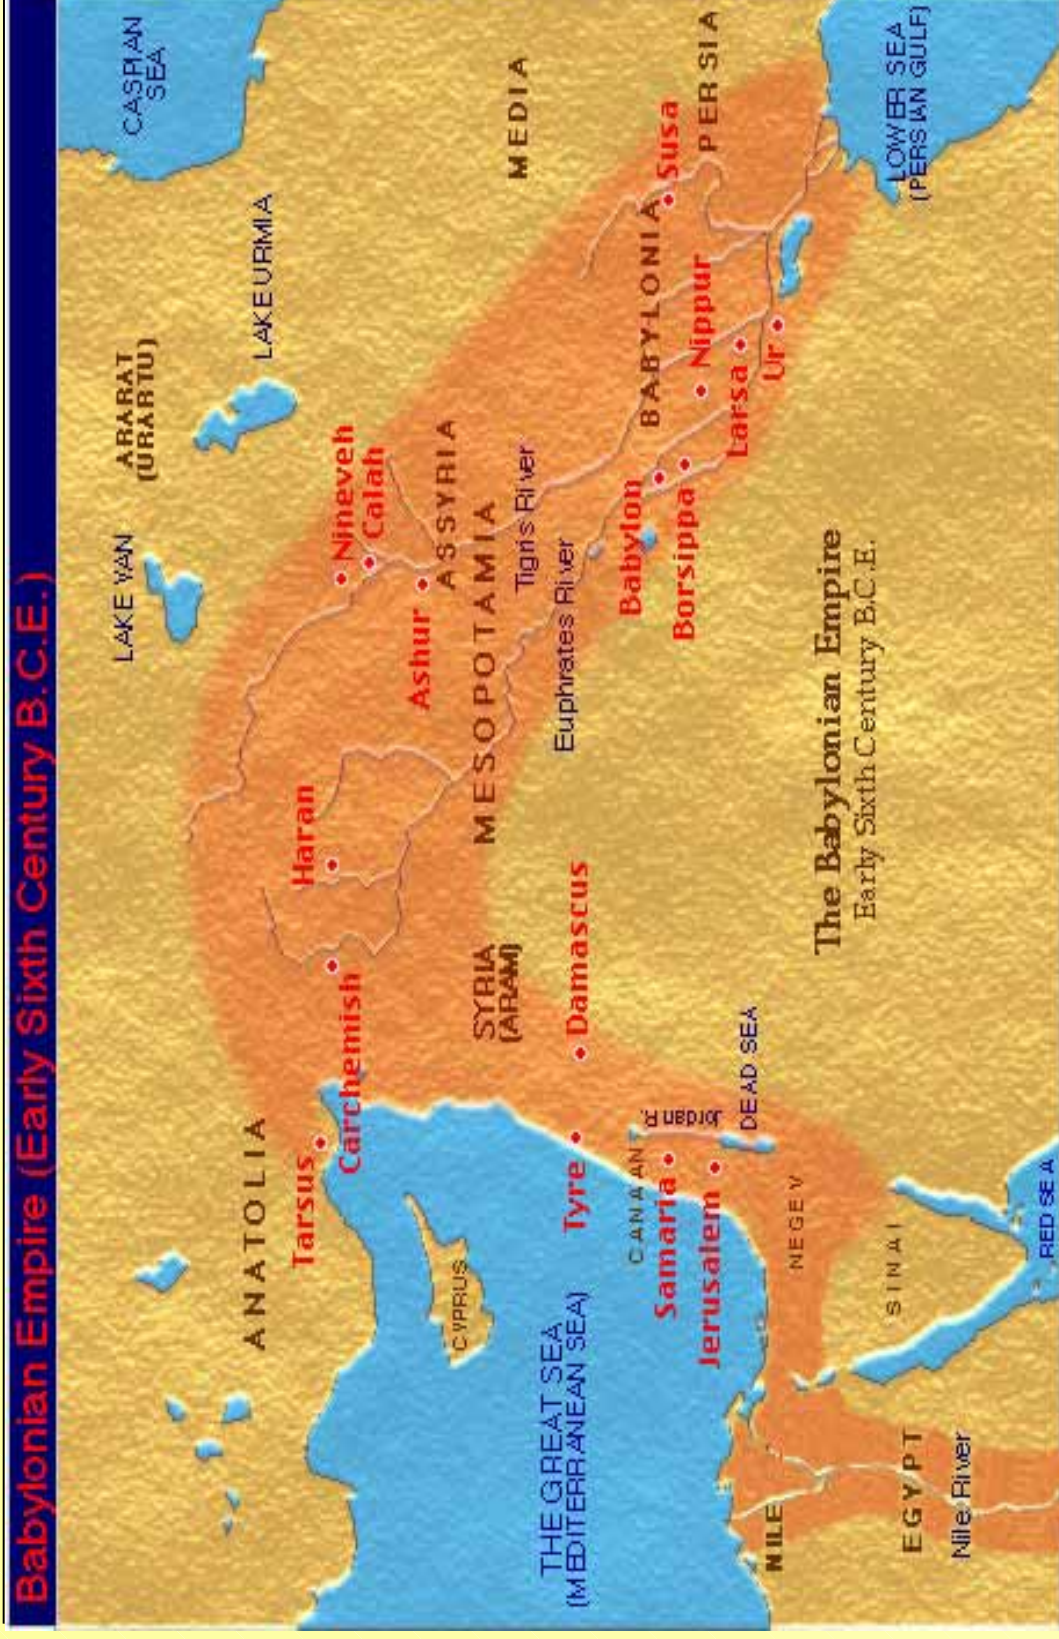 Babylonian Empire (Early Sixth Century B.C.E.)
CASPIAN
SEA
LAKE VAN
ARARAT
(URARTU)
LAKE URMIA
ANATOLIA
Tarsus
Carchemish
Haran
Nineveh
Calah
Ashur
ASSYRIA
MEDIA
CYPRUS
SYRIA
(ARAM)
MESOPOTAMIA
Tigris River
Euphrates River
THE GREAT SEA
(MEDITERRANEAN SEA)
Tyre
Damascus
Babylon
Borsippa
BABYLONIA
Nippur
Larsa
Ur
Susa
PERSIA
CANAAN
Samaria
Jerusalem
Jordan R.
DEAD SEA
NEGEV
The Babylonian Empire
Early Sixth Century B.C.E.
LOWER SEA
(PERSIAN GULF)
NILE
EGYPT
Nile River
SINAI
RED SEA